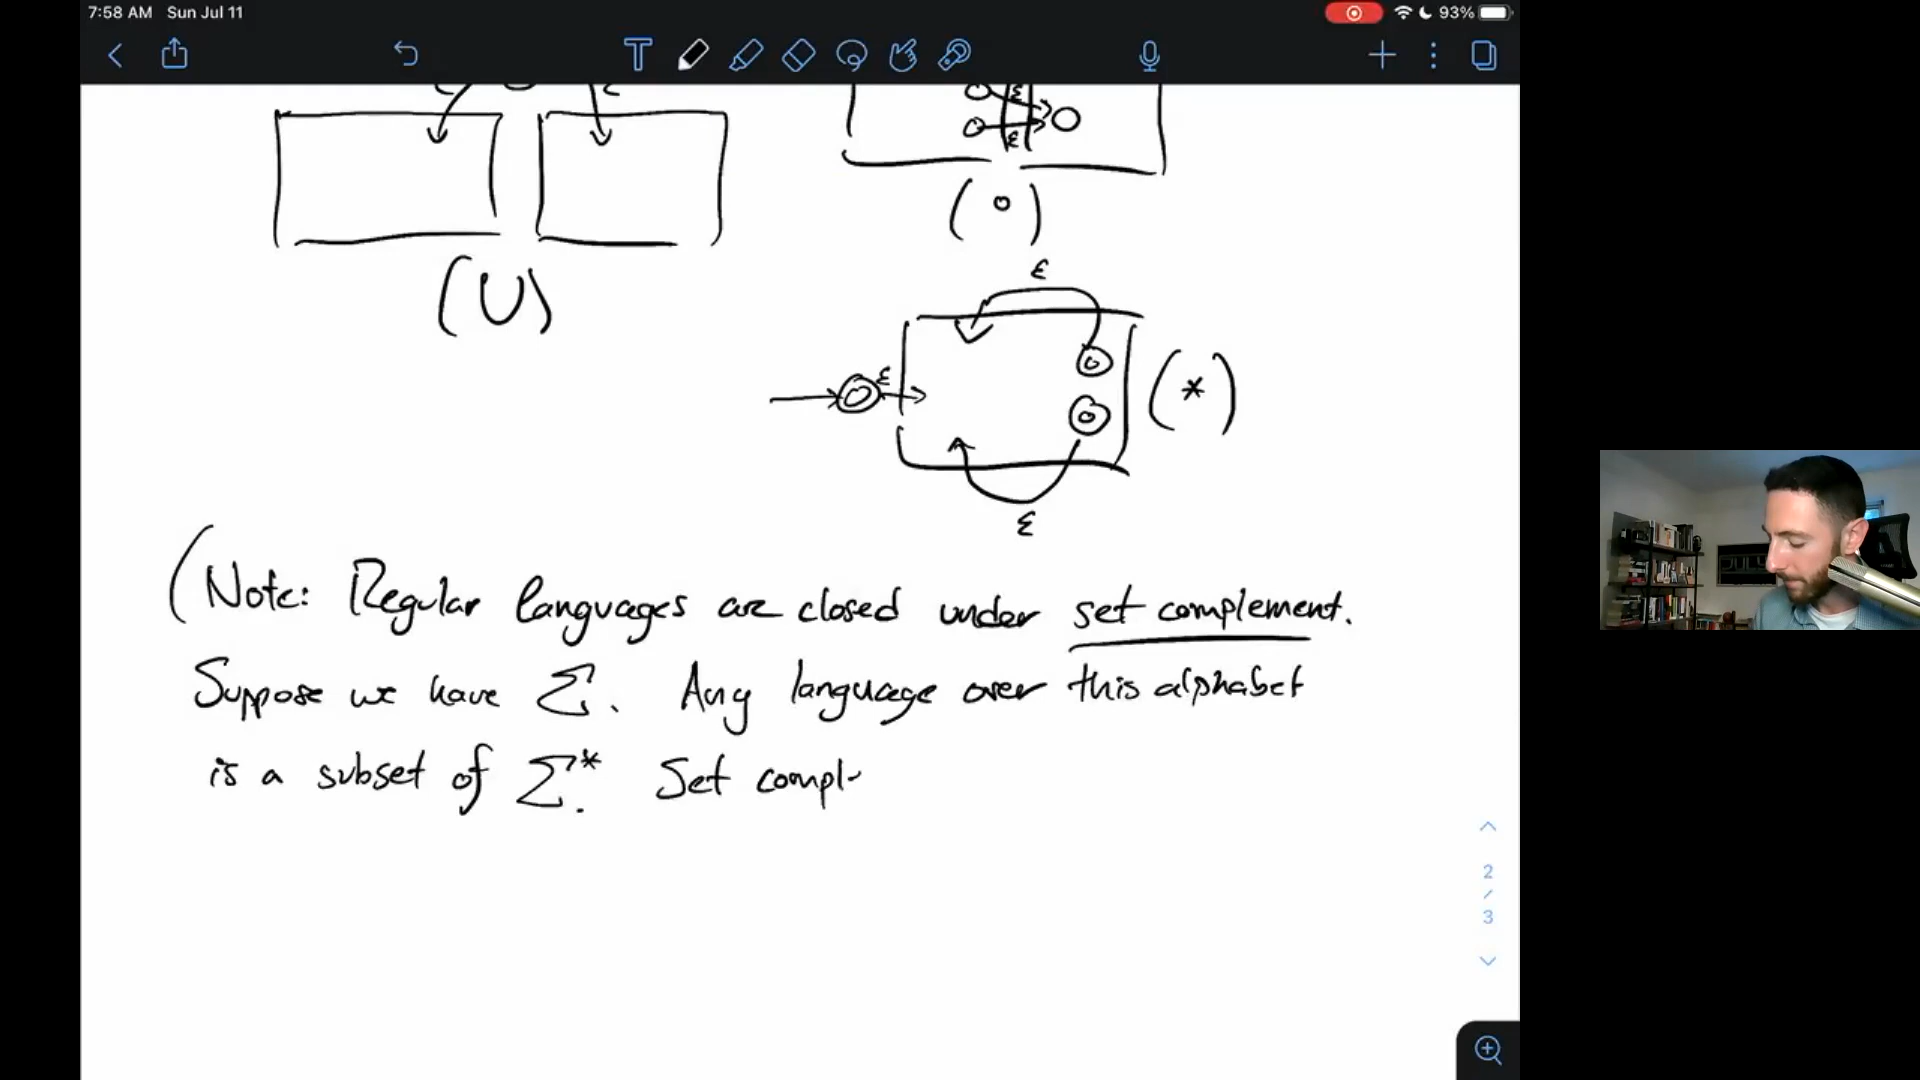 7:58 AM Sun Jul 11
93%
T
ε
ε
(∘)
(U)
ε
ε
(*)
ε
(Note: Regular languages are closed under set complement.
Suppose we have Σ. Any language over this alphabet
is a subset of Σ*. Set compl
2
/
3